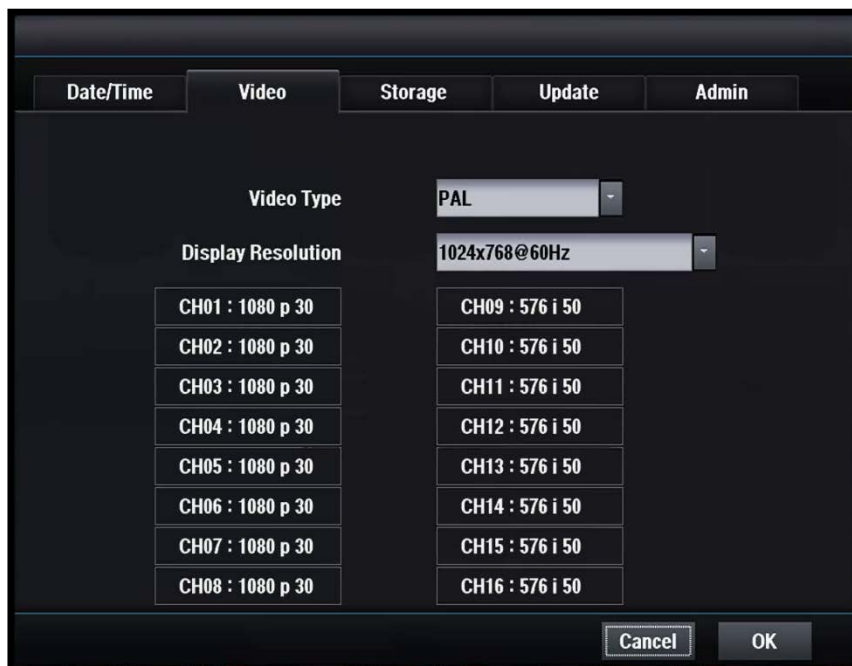 Date/Time Video Storage Update Admin
Video Type PAL
Display Resolution 1024x768@60Hz
CH01 : 1080 p 30 CH09 : 576 i 50
CH02 : 1080 p 30 CH10 : 576 i 50
CH03 : 1080 p 30 CH11 : 576 i 50
CH04 : 1080 p 30 CH12 : 576 i 50
CH05 : 1080 p 30 CH13 : 576 i 50
CH06 : 1080 p 30 CH14 : 576 i 50
CH07 : 1080 p 30 CH15 : 576 i 50
CH08 : 1080 p 30 CH16 : 576 i 50
Cancel OK